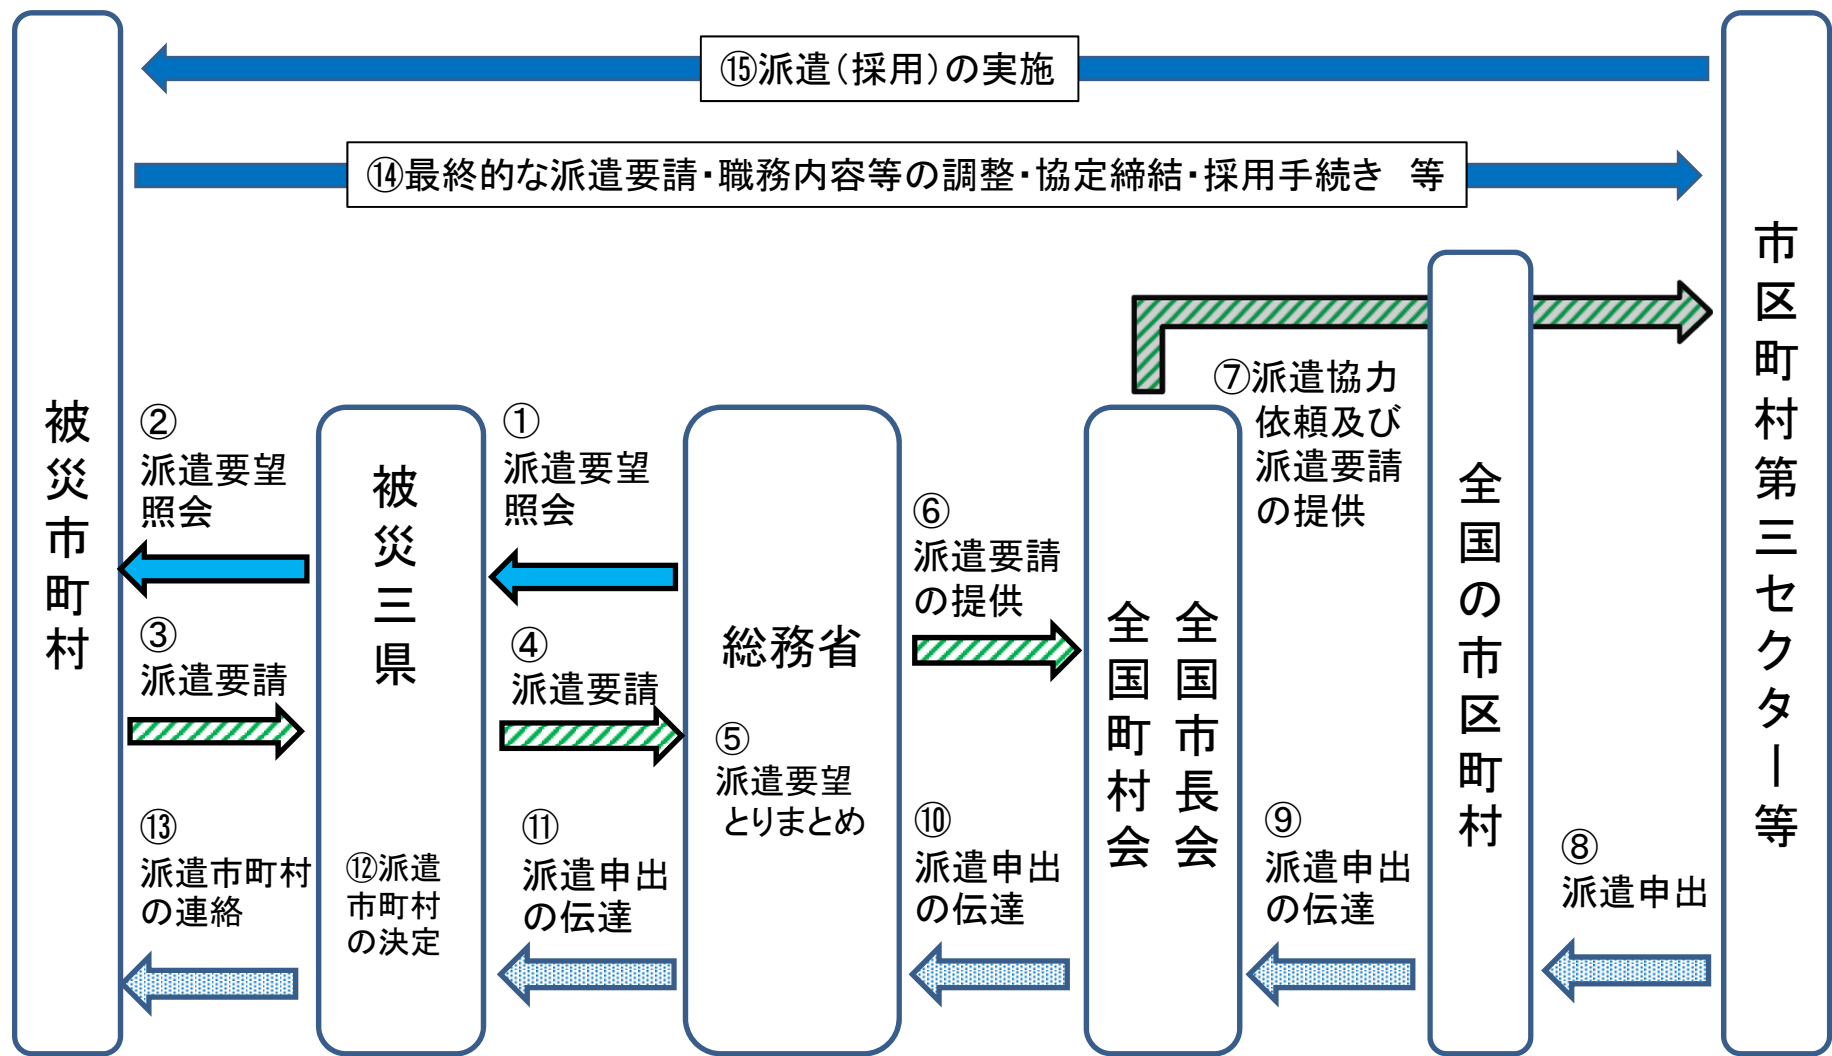 ⑮派遣(採用)の実施
⑭最終的な派遣要請・職務内容等の調整・協定締結・採用手続き　等
被災市町村
②
派遣要望
照会
③
派遣要請
⑬
派遣市町村
の連絡
被災三県
⑫派遣
市町村
の決定
①
派遣要望
照会
④
派遣要請
⑪
派遣申出
の伝達
総務省
⑤
派遣要望
とりまとめ
⑥
派遣要請
の提供
⑩
派遣申出
の伝達
全国市長会
全国町村会
⑦派遣協力
依頼及び
派遣要請
の提供
⑨
派遣申出
の伝達
全国の市区町村
⑧
派遣申出
市区町村第三セクター等